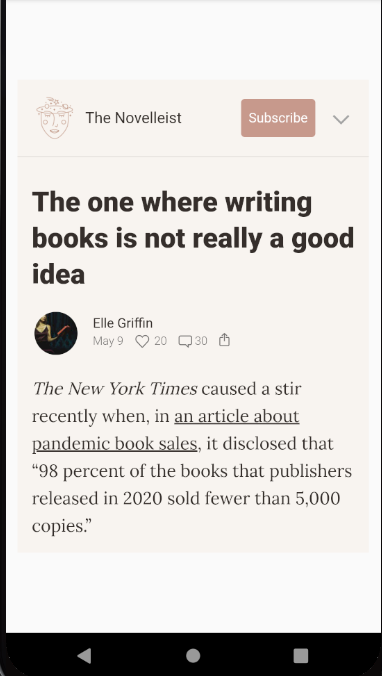 The Novelleist
Subscribe
The one where writing
books is not really a good
idea
Elle Griffin
May 9 20 30
The New York Times caused a stir
recently when, in an article about
pandemic book sales, it disclosed that
“98 percent of the books that publishers
released in 2020 sold fewer than 5,000
copies.”